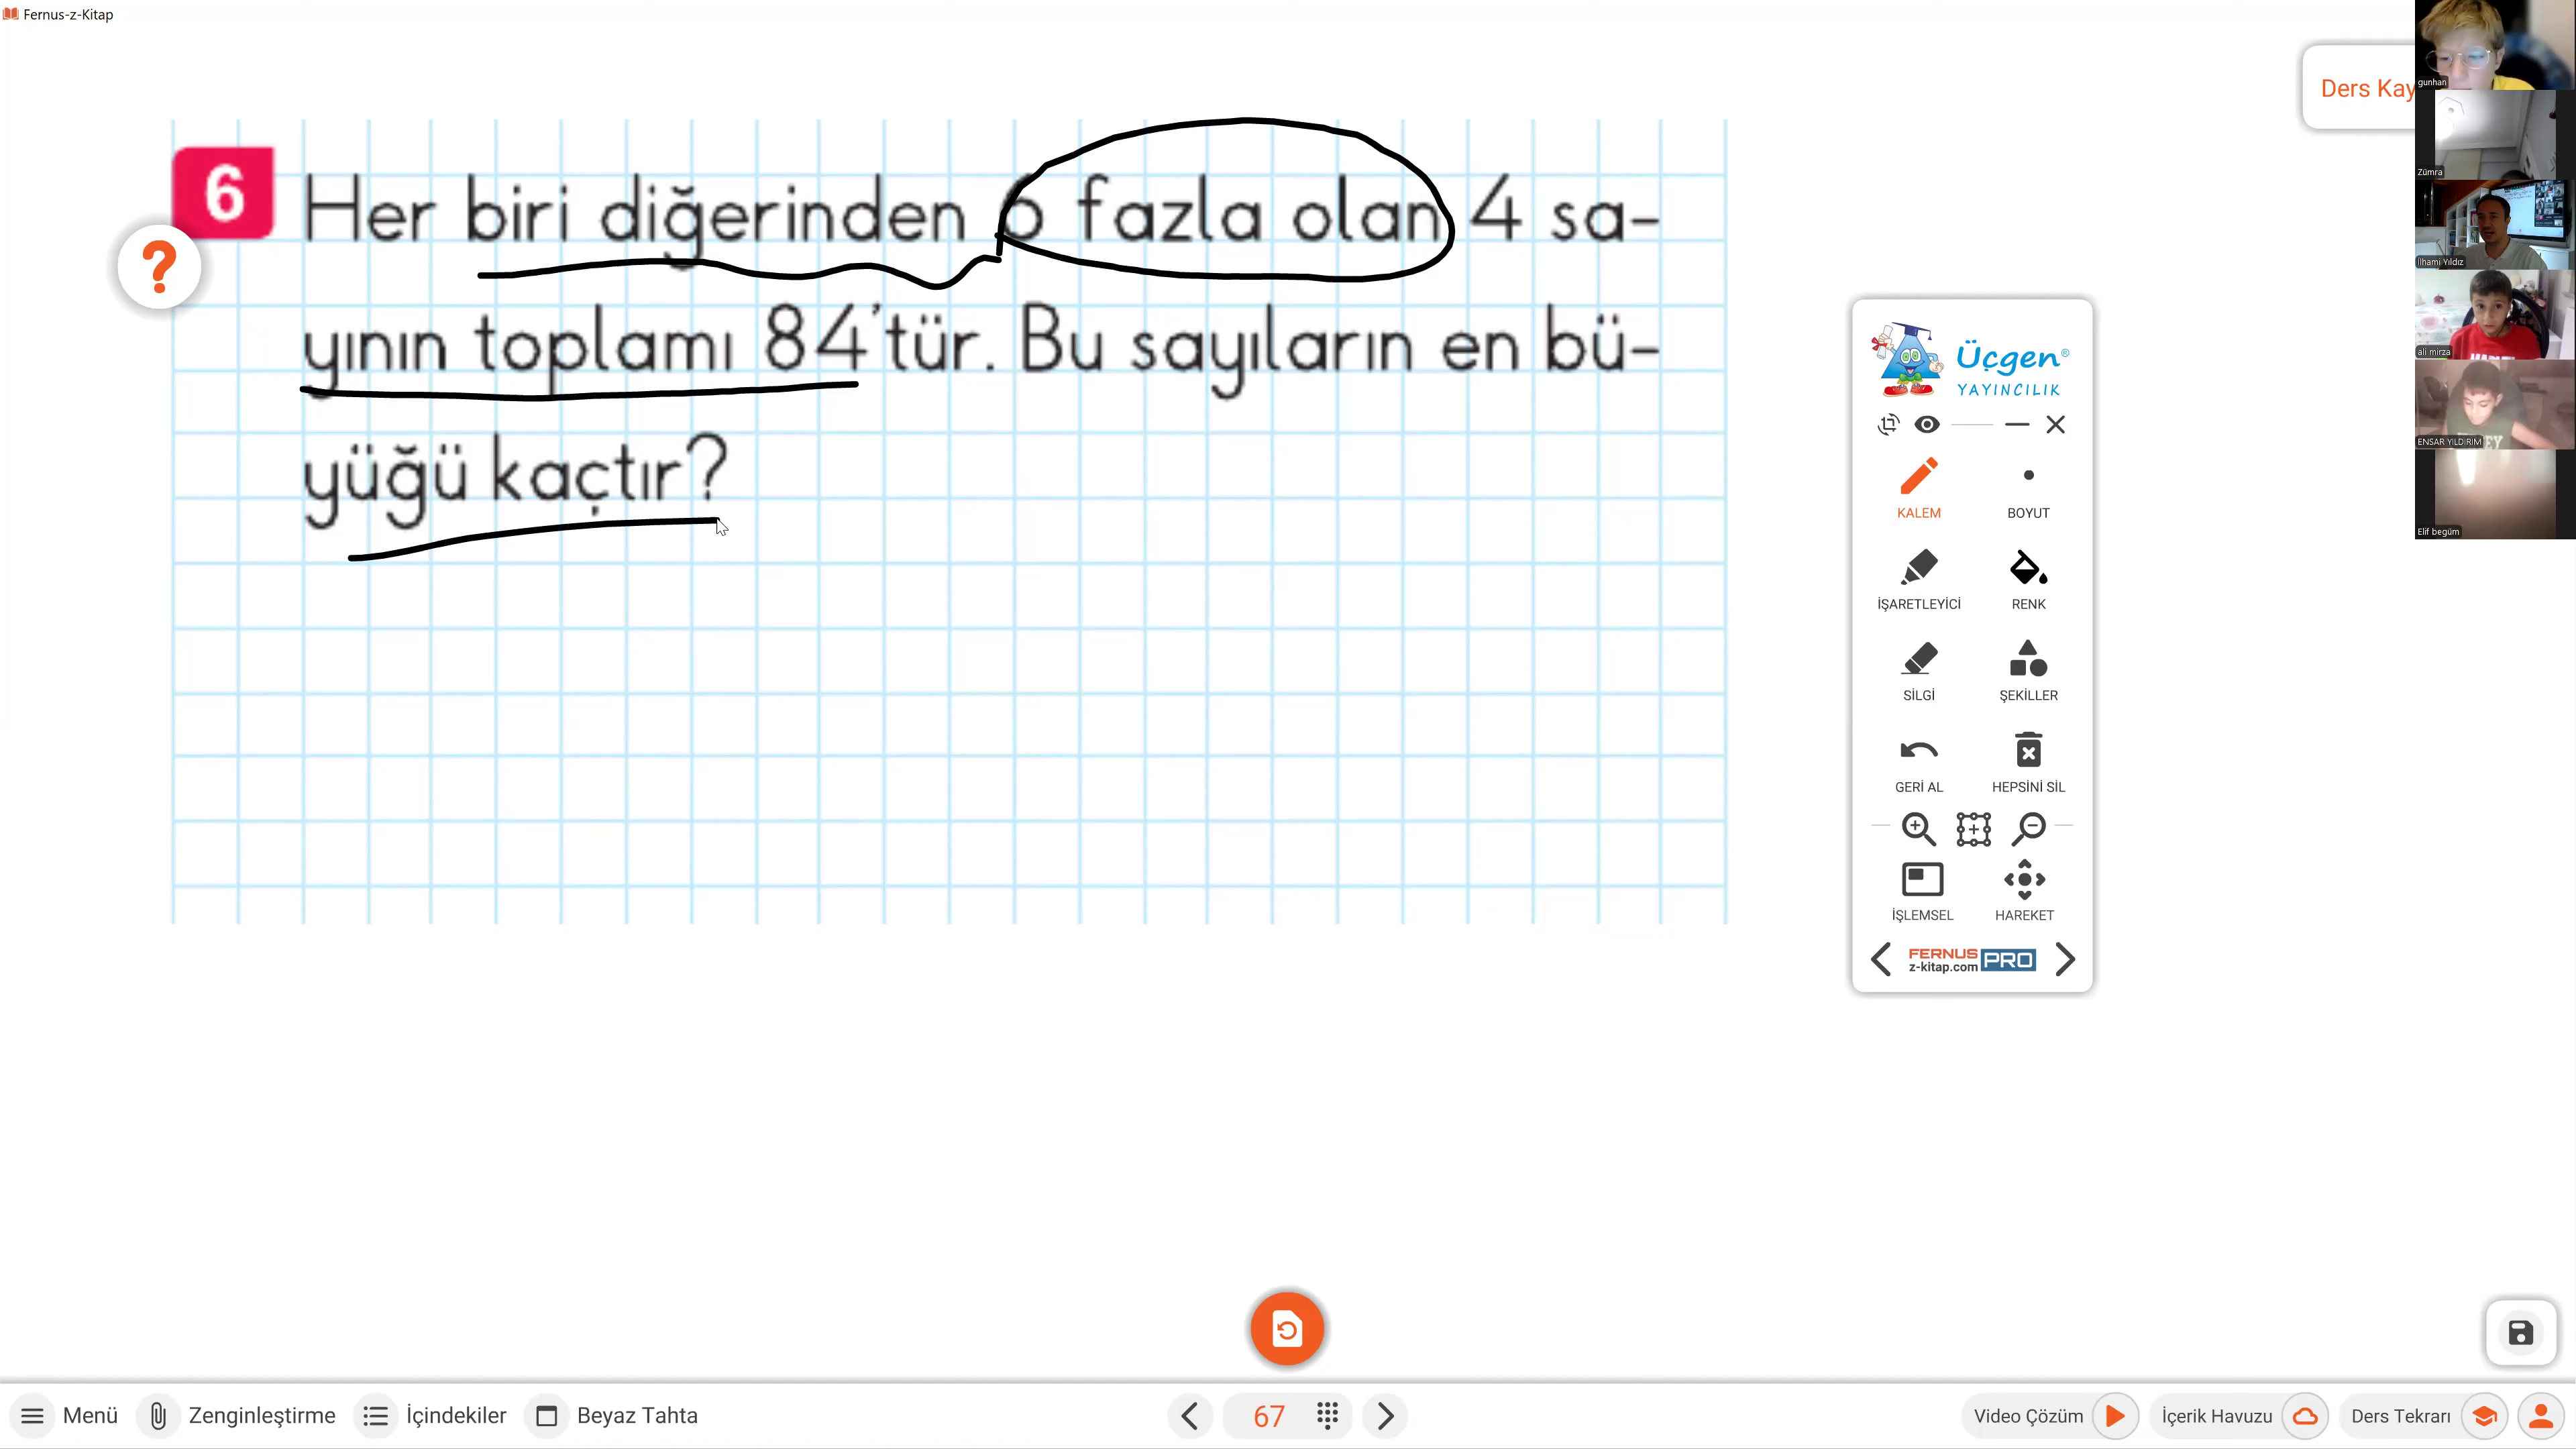 Fernus-z-Kitap
Ders Kay
gunhan
Zümra
İlhami Yıldız
ali mirza
ENSAR YILDIRIM
Elif begüm
6 Her biri diğerinden 6 fazla olan 4 sa-
yının toplamı 84'tür. Bu sayıların en bü-
yüğü kaçtır?
?
Üçgen®
YAYINCILIK
KALEM BOYUT
İŞARETLEYİCİ RENK
SİLGİ ŞEKİLLER
GERİ AL HEPSİNİ SİL
İŞLEMSEL HAREKET
FERNUS PRO
z-kitap.com
Menü Zenginleştirme İçindekiler Beyaz Tahta 67 Video Çözüm İçerik Havuzu Ders Tekrarı